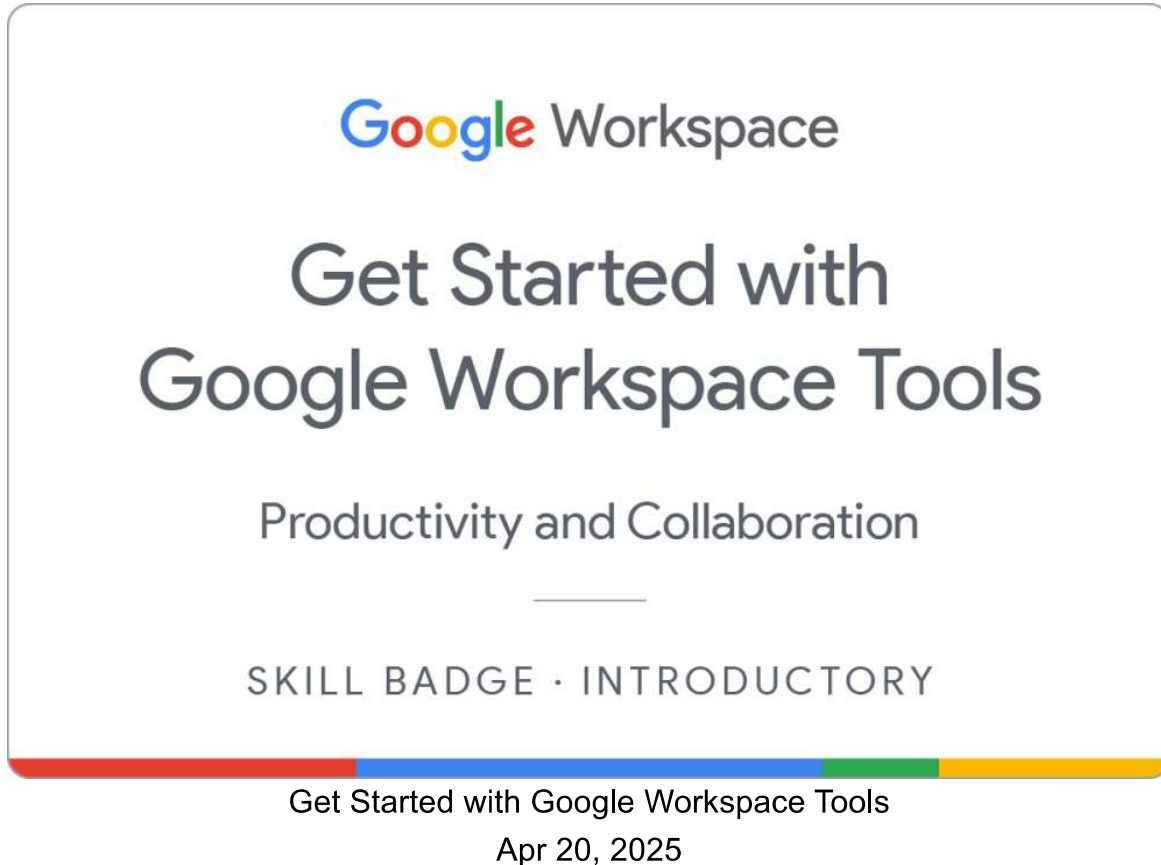 Google Workspace
Get Started with
Google Workspace Tools
Productivity and Collaboration
SKILL BADGE · INTRODUCTORY
Get Started with Google Workspace Tools
Apr 20, 2025